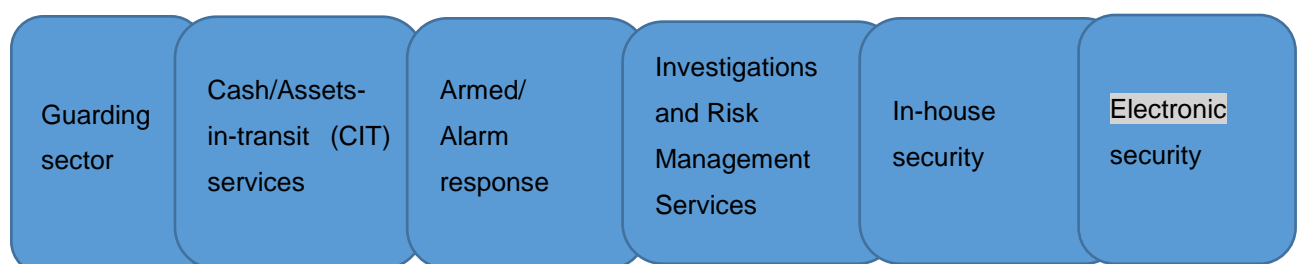 Guarding
sector
Cash/Assets-
in-transit (CIT)
services
Armed/
Alarm
response
Investigations
and Risk
Management
Services
In-house
security
Electronic
security